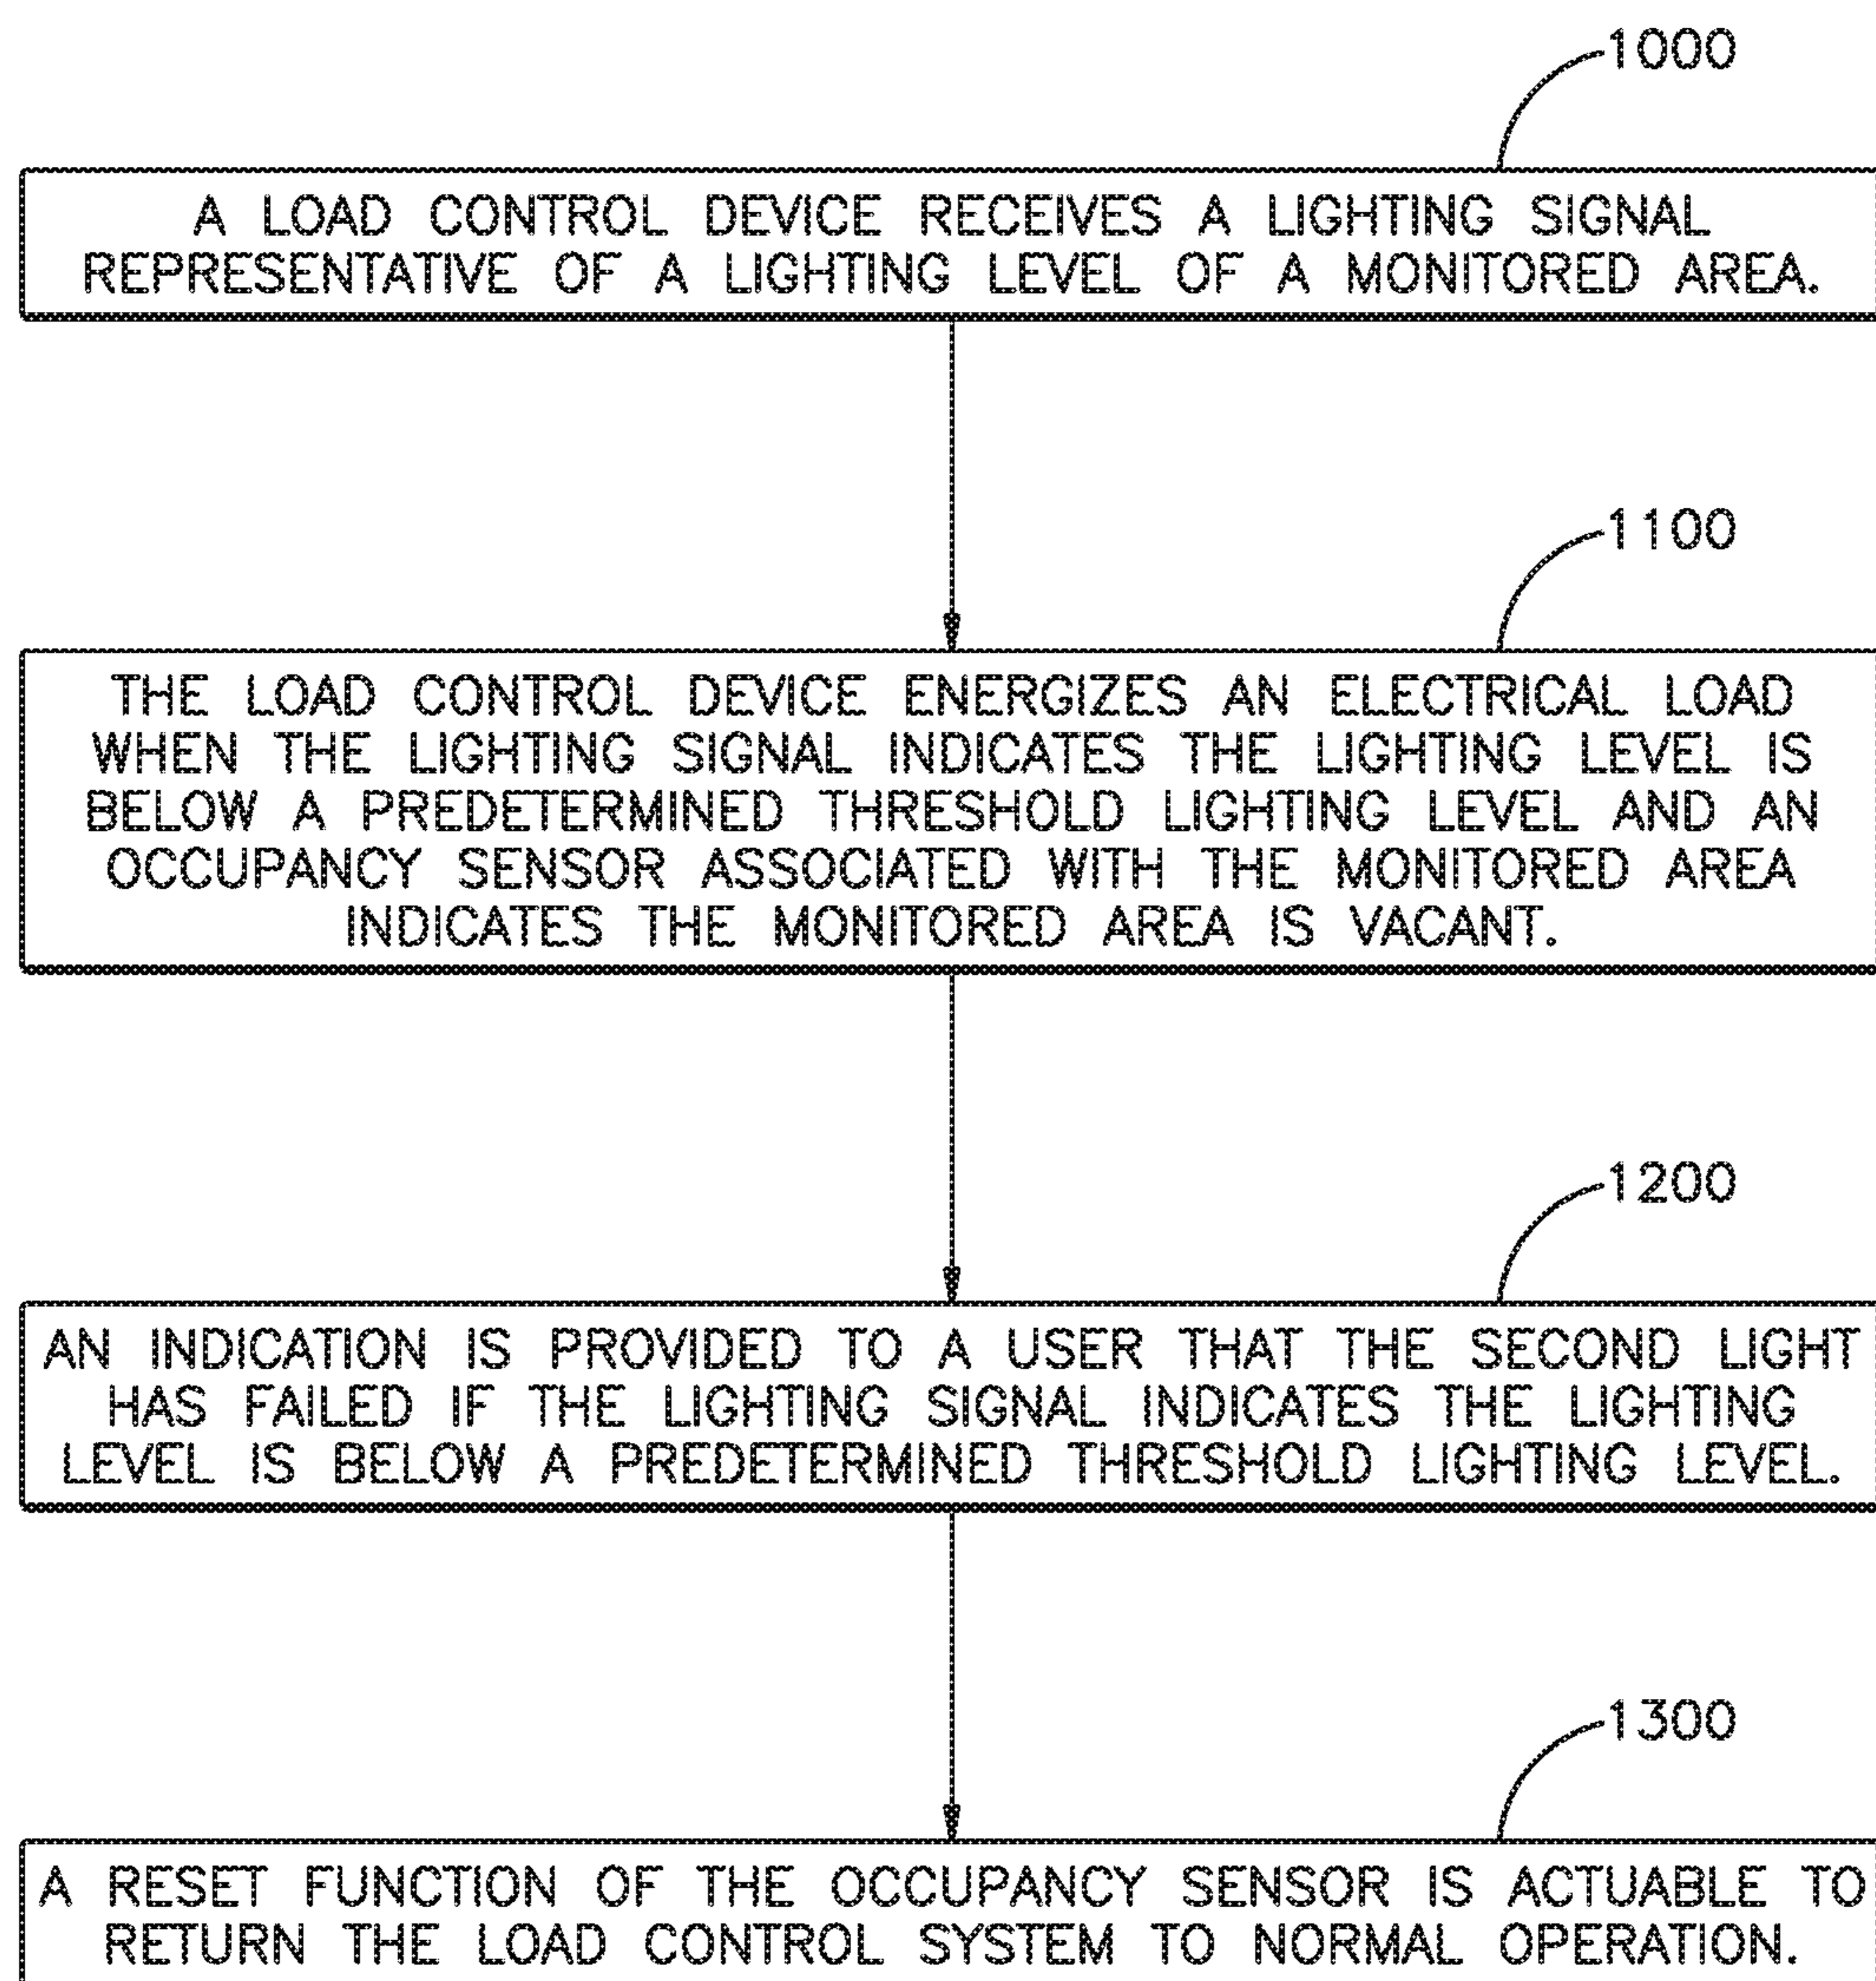 1000
A LOAD CONTROL DEVICE RECEIVES A LIGHTING SIGNAL
REPRESENTATIVE OF A LIGHTING LEVEL OF A MONITORED AREA.
1100
THE LOAD CONTROL DEVICE ENERGIZES AN ELECTRICAL LOAD
WHEN THE LIGHTING SIGNAL INDICATES THE LIGHTING LEVEL IS
BELOW A PREDETERMINED THRESHOLD LIGHTING LEVEL AND AN
OCCUPANCY SENSOR ASSOCIATED WITH THE MONITORED AREA
INDICATES THE MONITORED AREA IS VACANT.
1200
AN INDICATION IS PROVIDED TO A USER THAT THE SECOND LIGHT
HAS FAILED IF THE LIGHTING SIGNAL INDICATES THE LIGHTING
LEVEL IS BELOW A PREDETERMINED THRESHOLD LIGHTING LEVEL.
1300
A RESET FUNCTION OF THE OCCUPANCY SENSOR IS ACTUABLE TO
RETURN THE LOAD CONTROL SYSTEM TO NORMAL OPERATION.